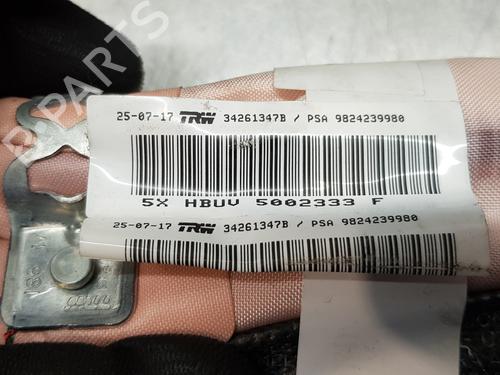 B-PARTS
25-07-17 TRW 34261347B / PSA 9824239980
5X HBUV 5002333 F
25-07-17 TRW 34261347B / PSA 9824239980